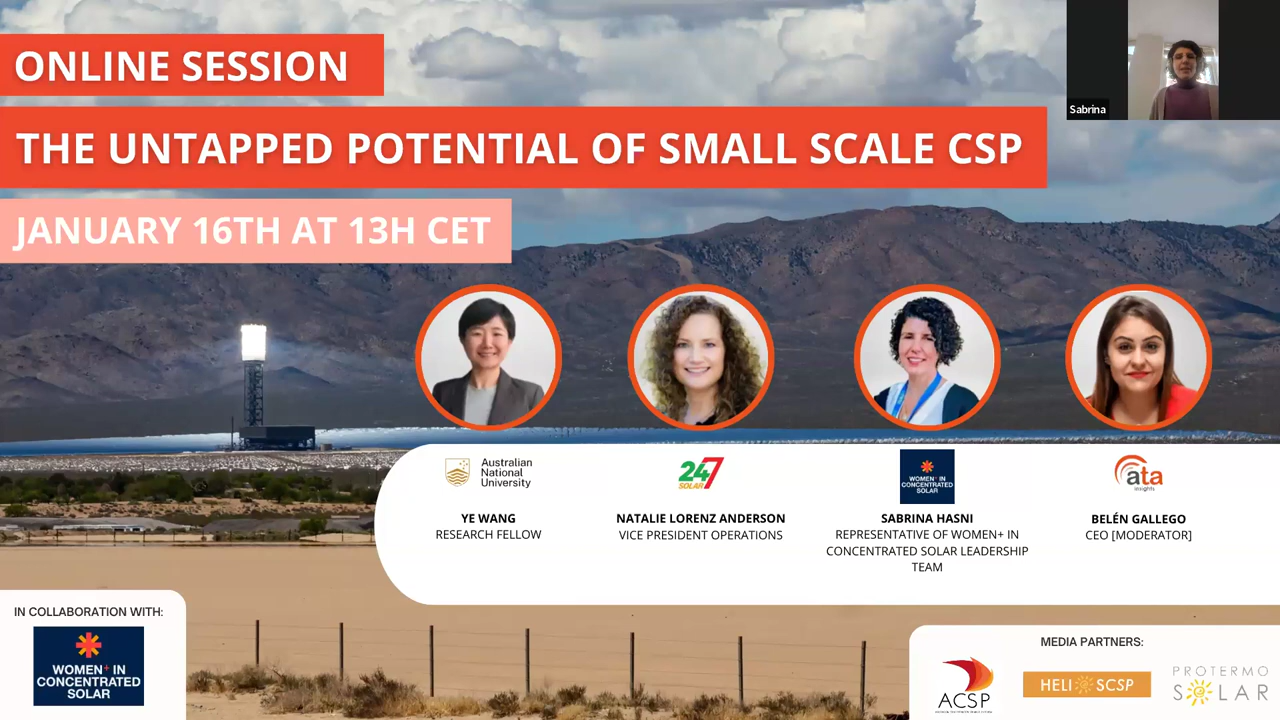 ONLINE SESSION
THE UNTAPPED POTENTIAL OF SMALL SCALE CSP
JANUARY 16TH AT 13H CET
Sabrina
Australian
National
University
YE WANG
RESEARCH FELLOW
247
SOLAR
NATALIE LORENZ ANDERSON
VICE PRESIDENT OPERATIONS
WOMEN+ IN
CONCENTRATED
SOLAR
SABRINA HASNI
REPRESENTATIVE OF WOMEN+ IN
CONCENTRATED SOLAR LEADERSHIP
TEAM
ata
insights
BELÉN GALLEGO
CEO [MODERATOR]
IN COLLABORATION WITH:
WOMEN+ IN
CONCENTRATED
SOLAR
MEDIA PARTNERS:
ACSP
HELIOSCSP
PROTERMO
SOLAR